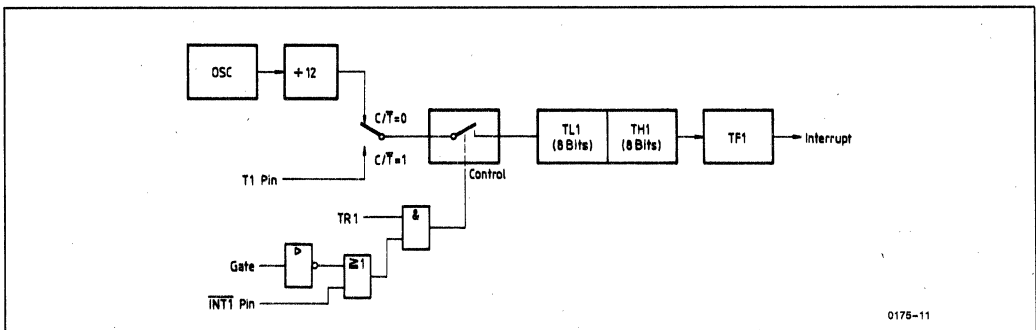 OSC
÷12
C/T̅=0
C/T̅=1
T1 Pin
Control
TL1
(8 Bits)
TH1
(8 Bits)
TF1
Interrupt
TR1
&
Gate
≧1
I̅N̅T̅1̅ Pin
0175-11